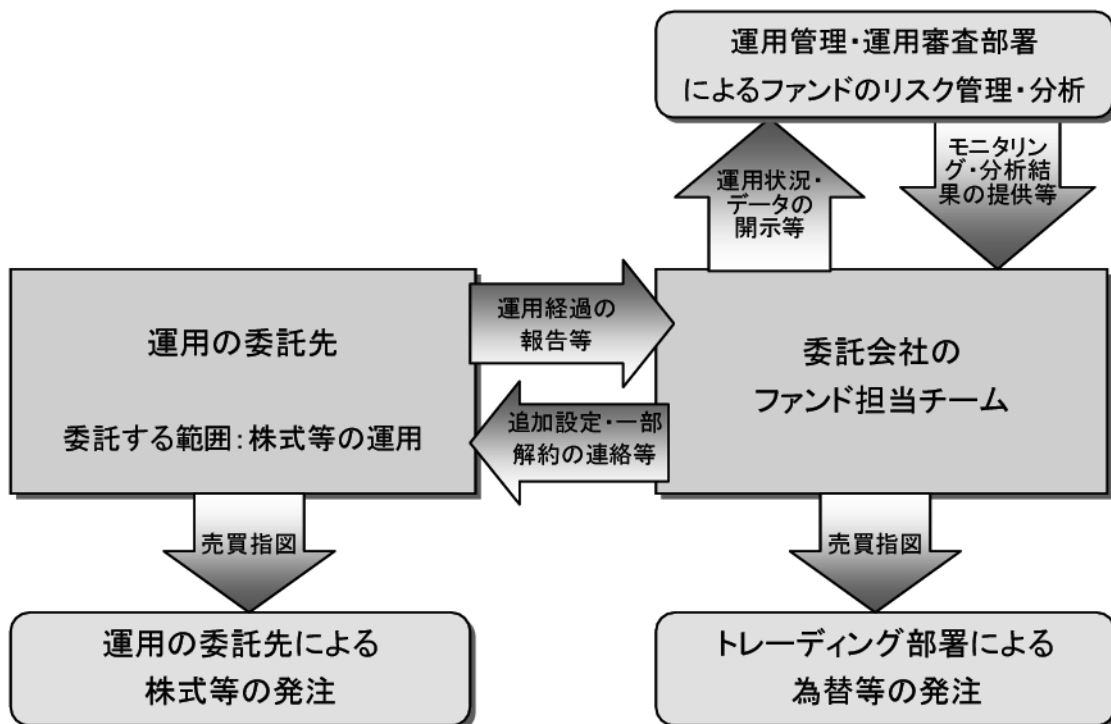 運用管理・運用審査部署
によるファンドのリスク管理・分析
運用状況・
データの
開示等
モニタリン
グ・分析結
果の提供等
運用の委託先
委託する範囲：株式等の運用
運用経過の
報告等
追加設定・一部
解約の連絡等
委託会社の
ファンド担当チーム
売買指図
売買指図
運用の委託先による
株式等の発注
トレーディング部署による
為替等の発注